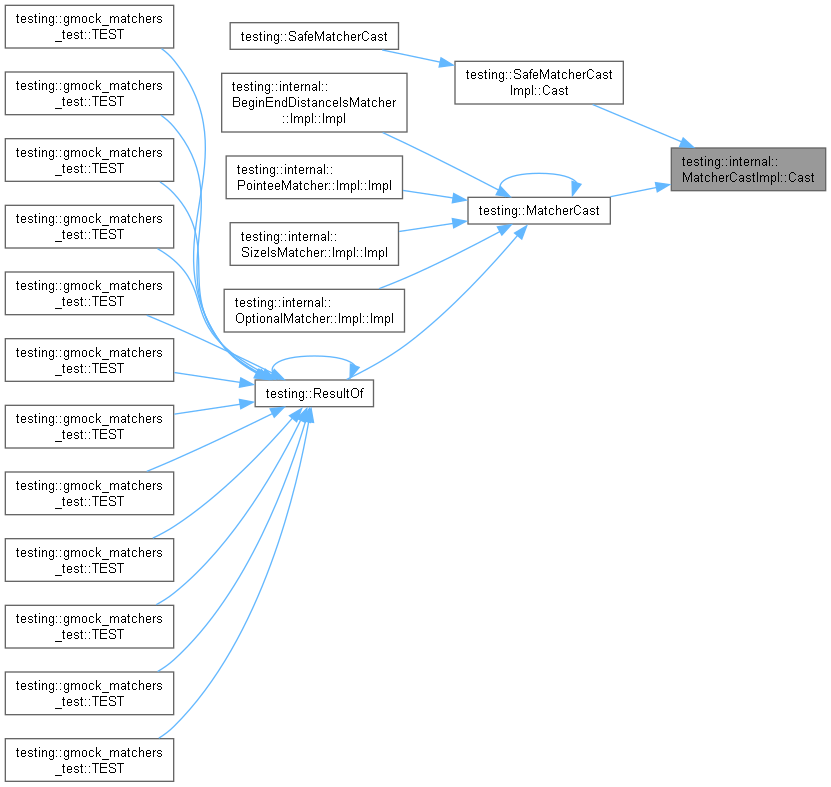 testing::gmock_matchers
_test::TEST
testing::gmock_matchers
_test::TEST
testing::gmock_matchers
_test::TEST
testing::gmock_matchers
_test::TEST
testing::gmock_matchers
_test::TEST
testing::gmock_matchers
_test::TEST
testing::gmock_matchers
_test::TEST
testing::gmock_matchers
_test::TEST
testing::gmock_matchers
_test::TEST
testing::gmock_matchers
_test::TEST
testing::gmock_matchers
_test::TEST
testing::gmock_matchers
_test::TEST
testing::SafeMatcherCast
testing::internal::
BeginEndDistanceIsMatcher
::Impl::Impl
testing::internal::
PointeeMatcher::Impl::Impl
testing::internal::
SizeIsMatcher::Impl::Impl
testing::internal::
OptionalMatcher::Impl::Impl
testing::ResultOf
testing::SafeMatcherCast
Impl::Cast
testing::MatcherCast
testing::internal::
MatcherCastImpl::Cast